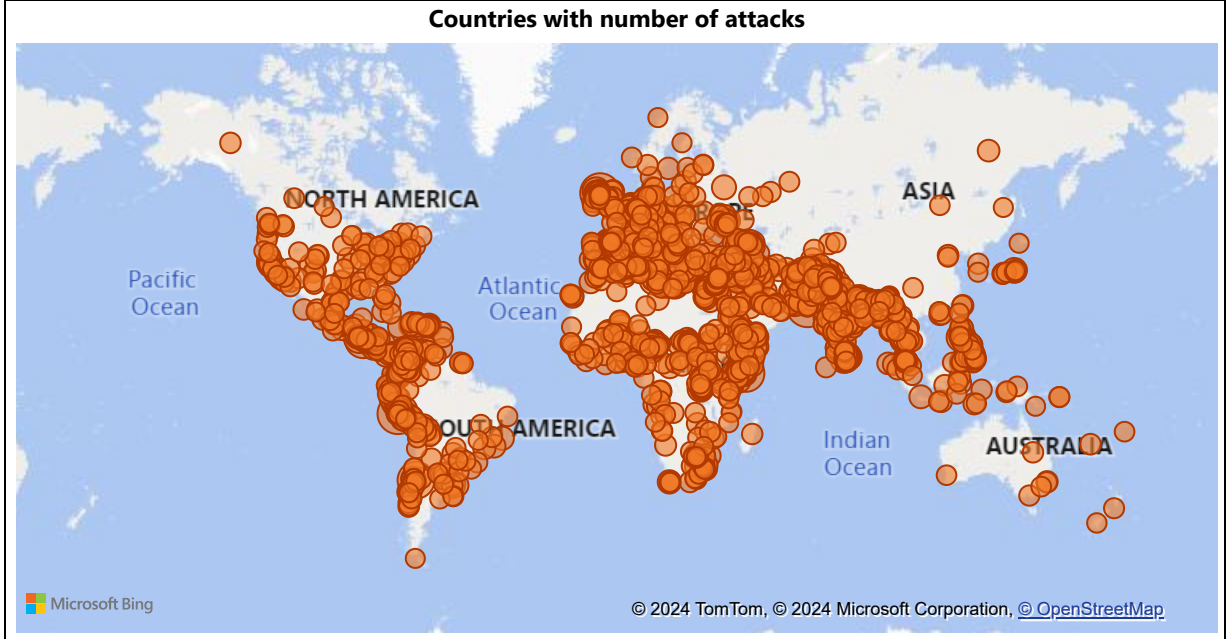 Countries with number of attacks
NORTH AMERICA
ASIA
Pacific
Ocean
Atlantic
Ocean
SOUTH AMERICA
Indian
Ocean
AUSTRALIA
Microsoft Bing
© 2024 TomTom, © 2024 Microsoft Corporation, © OpenStreetMap